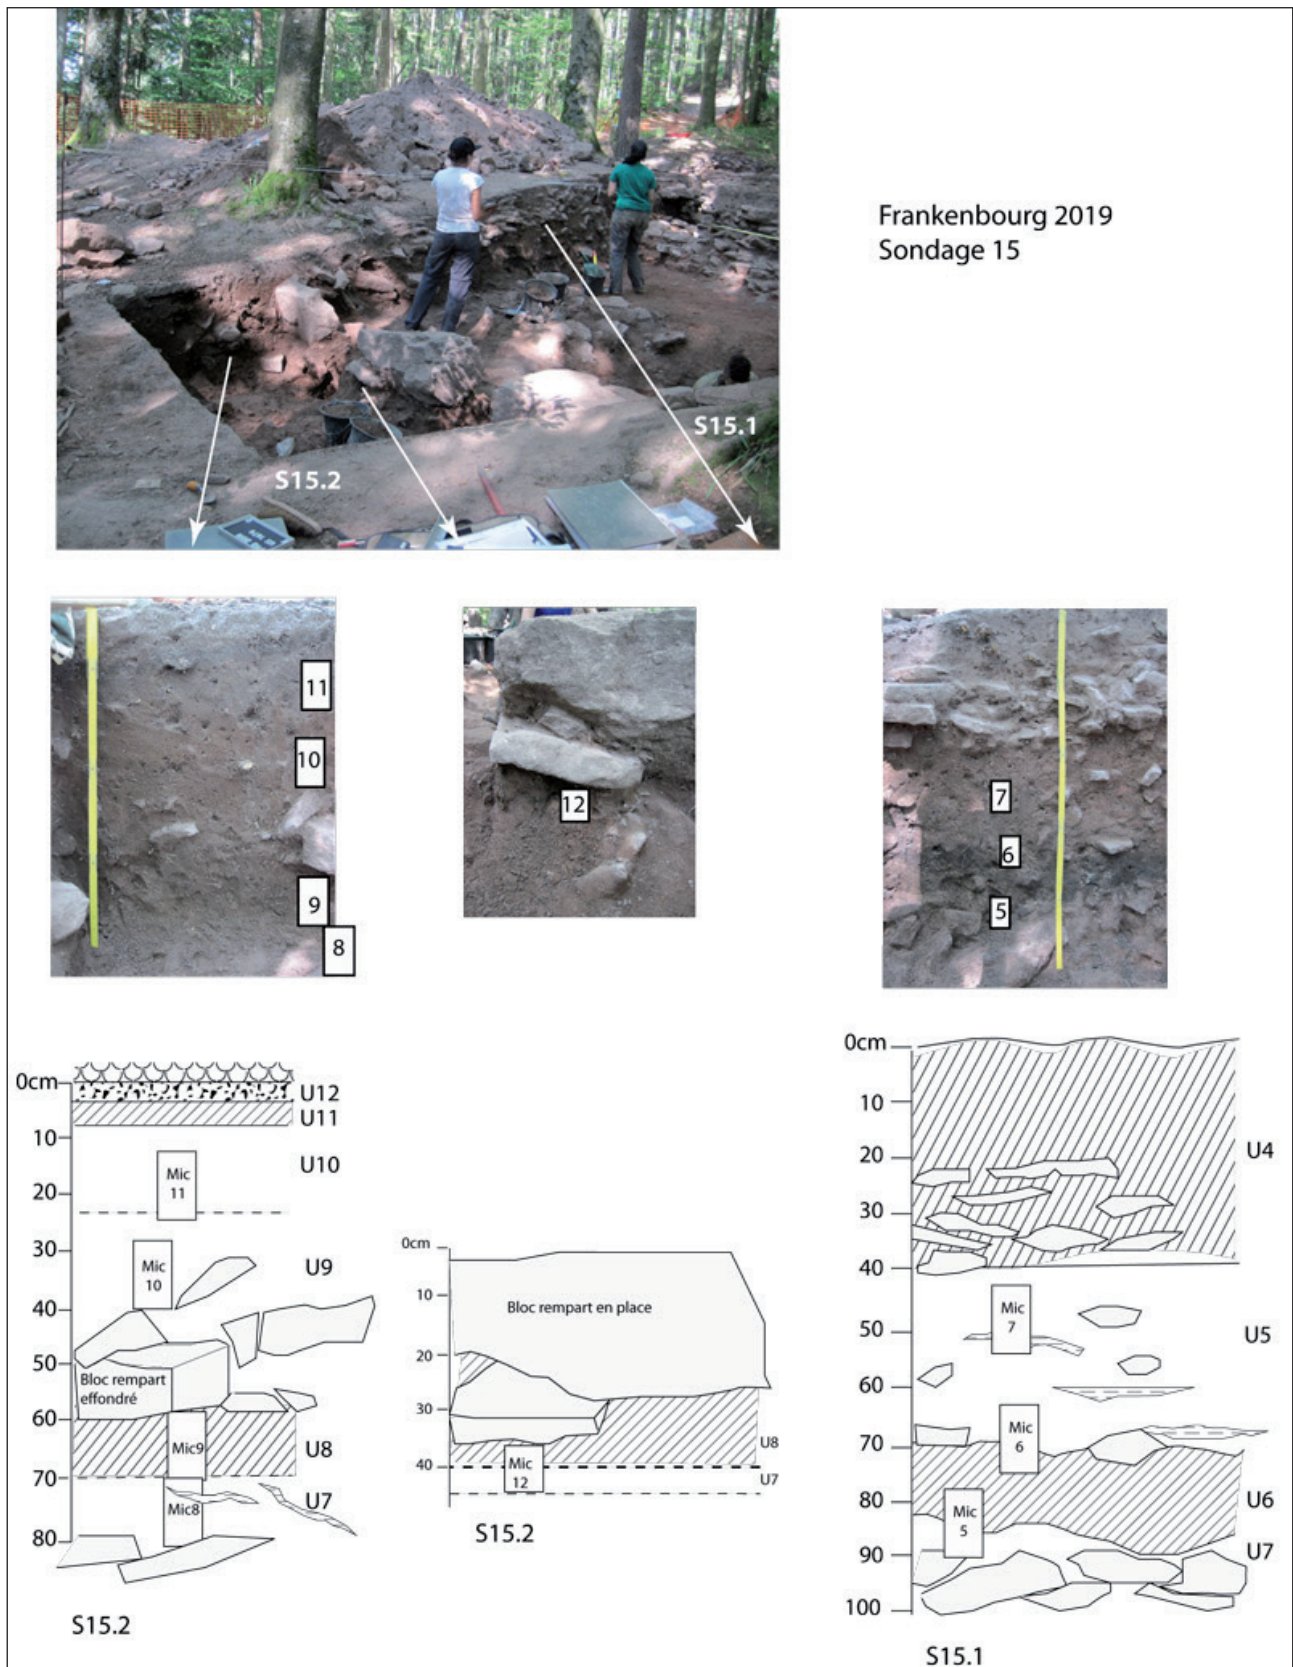 Frankenbourg 2019
Sondage 15
S15.1
S15.2
11
10
9
8
12
7
6
5
0cm
10
20
30
40
50
60
70
80
U12
U11
U10
U9
U8
U7
Mic
11
Mic
10
Bloc rempart
effondré
Mic9
Mic8
S15.2
0cm
10
20
30
40
Bloc rempart en place
U8
U7
Mic
12
S15.2
0cm
10
20
30
40
50
60
70
80
90
100
U4
U5
U6
U7
Mic
7
Mic
6
Mic
5
S15.1